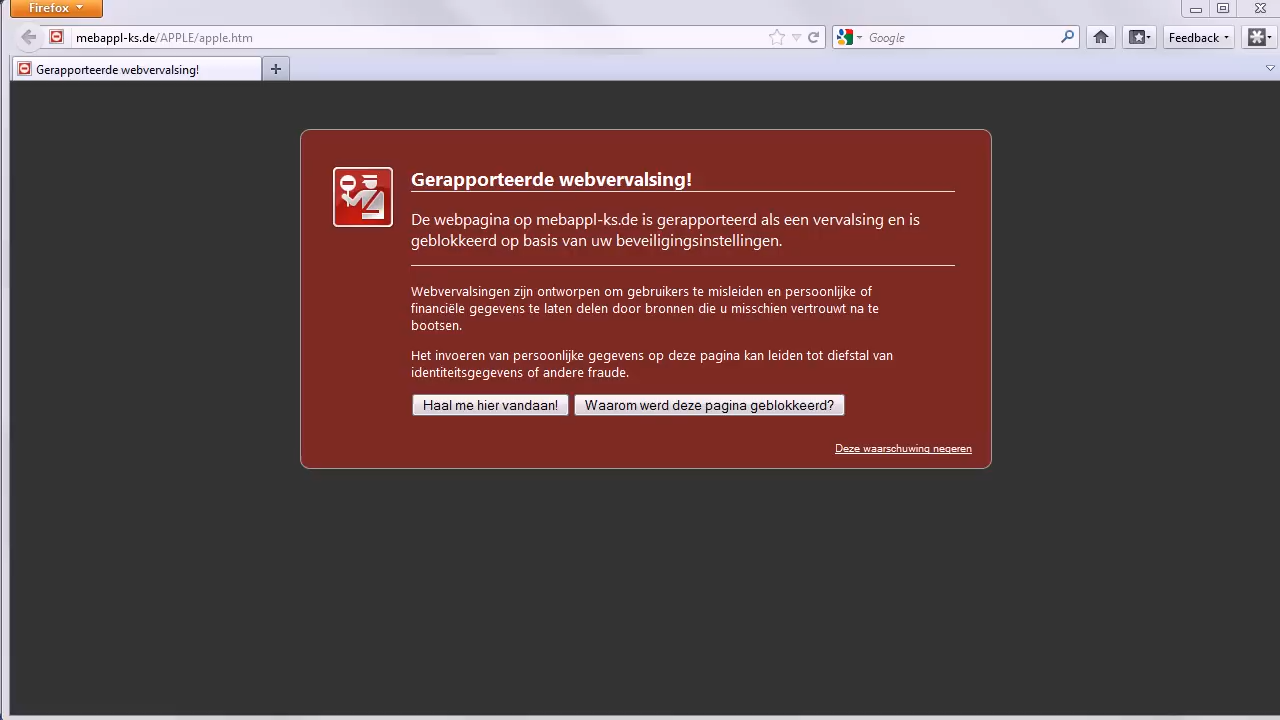 Firefox
mebappl-ks.de/APPLE/apple.htm
Google
Feedback
Gerapporteerde webvervalsing!
Gerapporteerde webvervalsing!
De webpagina op mebappl-ks.de is gerapporteerd als een vervalsing en is
geblokkeerd op basis van uw beveiligingsinstellingen.
Webvervalsingen zijn ontworpen om gebruikers te misleiden en persoonlijke of
financiële gegevens te laten delen door bronnen die u misschien vertrouwt na te
bootsen.
Het invoeren van persoonlijke gegevens op deze pagina kan leiden tot diefstal van
identiteitsgegevens of andere fraude.
Haal me hier vandaan!
Waarom werd deze pagina geblokkeerd?
Deze waarschuwing negeren